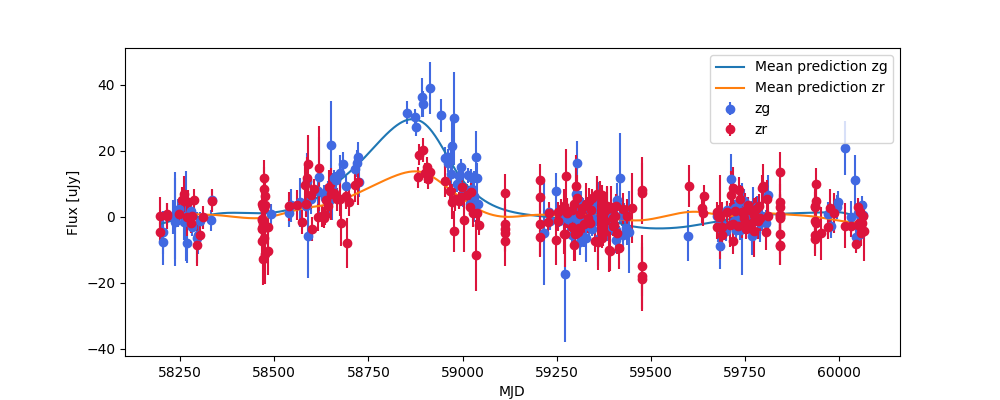 Mean prediction zg
Mean prediction zr
zg
zr
Flux [uJy]
40
20
0
−20
−40
58250
58500
58750
59000
59250
59500
59750
60000
MJD